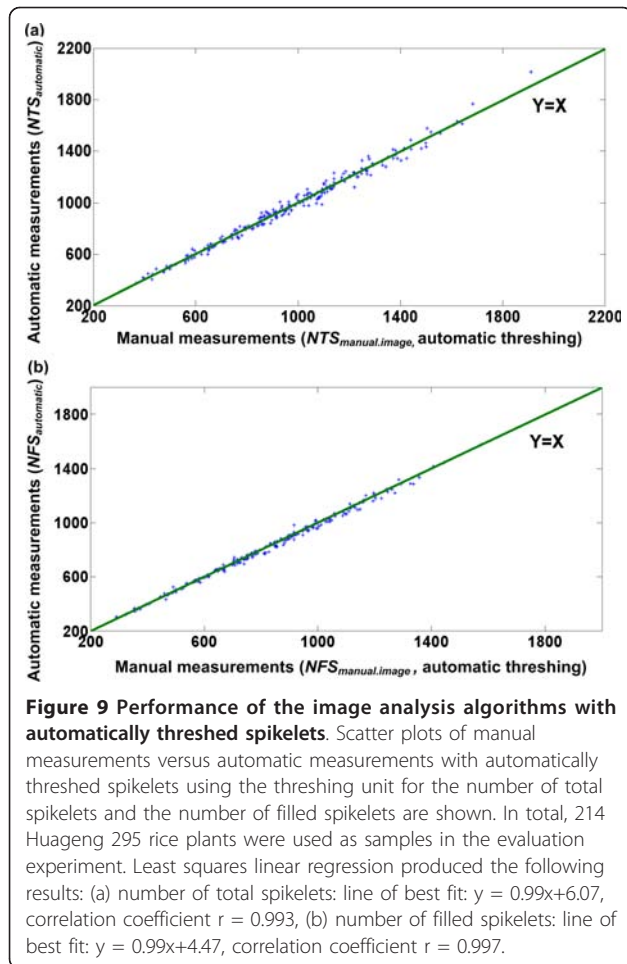 (a)
2200
1800
1400
1000
600
200
Automatic measurements (NTSautomatic)
Y=X
200 600 1000 1400 1800 2200
Manual measurements (NTSmanual.image, automatic threshing)
(b)
1800
1400
1000
600
200
Automatic measurements (NFSautomatic)
Y=X
200 600 1000 1400 1800
Manual measurements (NFSmanual.image, automatic threshing)
Figure 9 Performance of the image analysis algorithms with
automatically threshed spikelets. Scatter plots of manual
measurements versus automatic measurements with automatically
threshed spikelets using the threshing unit for the number of total
spikelets and the number of filled spikelets are shown. In total, 214
Huageng 295 rice plants were used as samples in the evaluation
experiment. Least squares linear regression produced the following
results: (a) number of total spikelets: line of best fit: y = 0.99x+6.07,
correlation coefficient r = 0.993, (b) number of filled spikelets: line of
best fit: y = 0.99x+4.47, correlation coefficient r = 0.997.